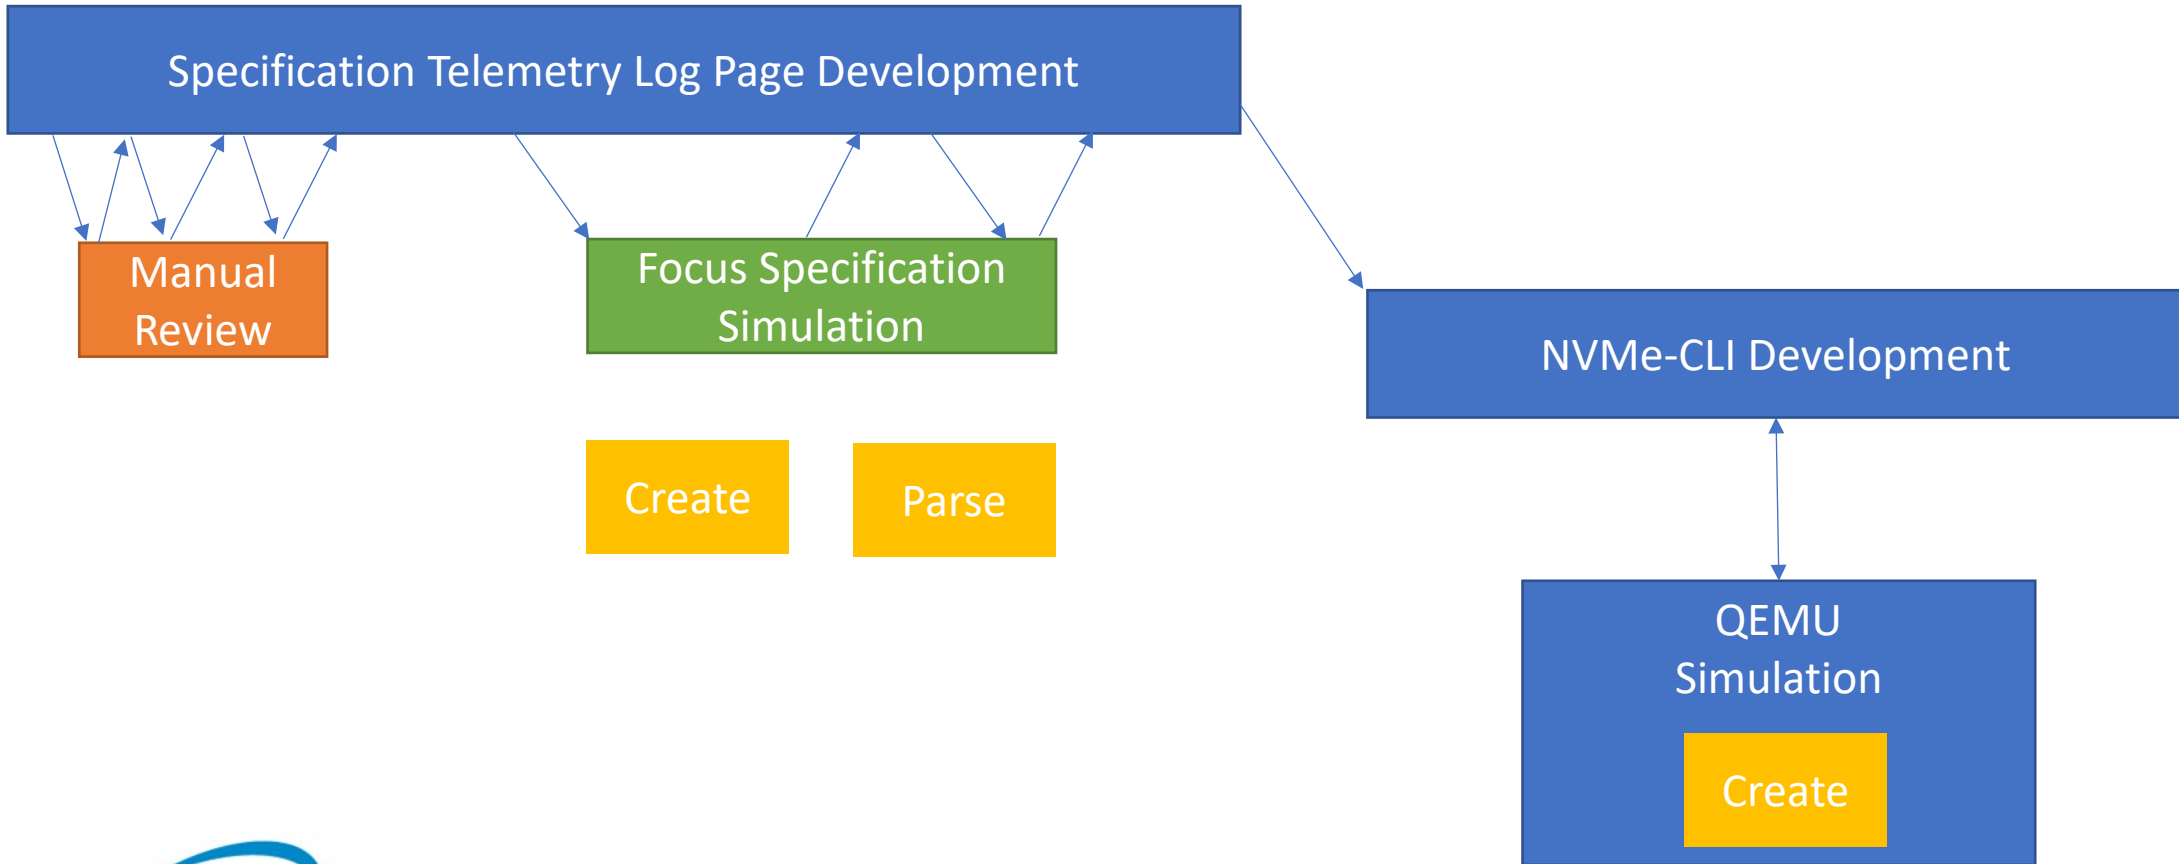 Specification Telemetry Log Page Development
Manual
Review
Focus Specification
Simulation
Create
Parse
NVMe-CLI Development
QEMU
Simulation
Create